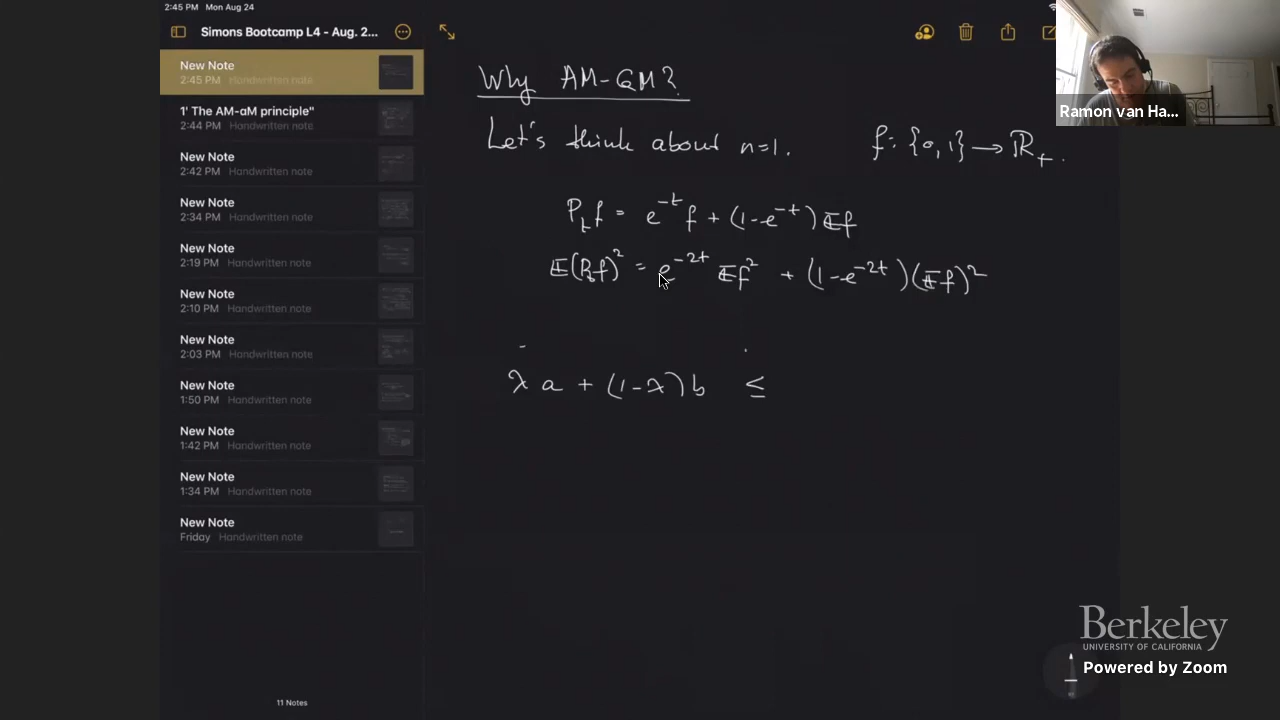 2:45 PM Mon Aug 24
Simons Bootcamp L4 - Aug. 2...
New Note
2:45 PM Handwritten note
1' The AM-aM principle"
2:44 PM Handwritten note
New Note
2:42 PM Handwritten note
New Note
2:34 PM Handwritten note
New Note
2:19 PM Handwritten note
New Note
2:10 PM Handwritten note
New Note
2:03 PM Handwritten note
New Note
1:50 PM Handwritten note
New Note
1:42 PM Handwritten note
New Note
1:34 PM Handwritten note
New Note
Friday Handwritten note
11 Notes
Why AM-GM?
Let's think about n=1. f: {0,1} → ℝ₊.
Pₜf = e^{-t} f + (1-e^{-t}) 𝔼f
𝔼(Pₜf)² = e^{-2t} 𝔼f² + (1-e^{-2t})(𝔼f)²
λa + (1-λ)b ≤
Ramon van Ha...
Berkeley
UNIVERSITY OF CALIFORNIA
Powered by Zoom